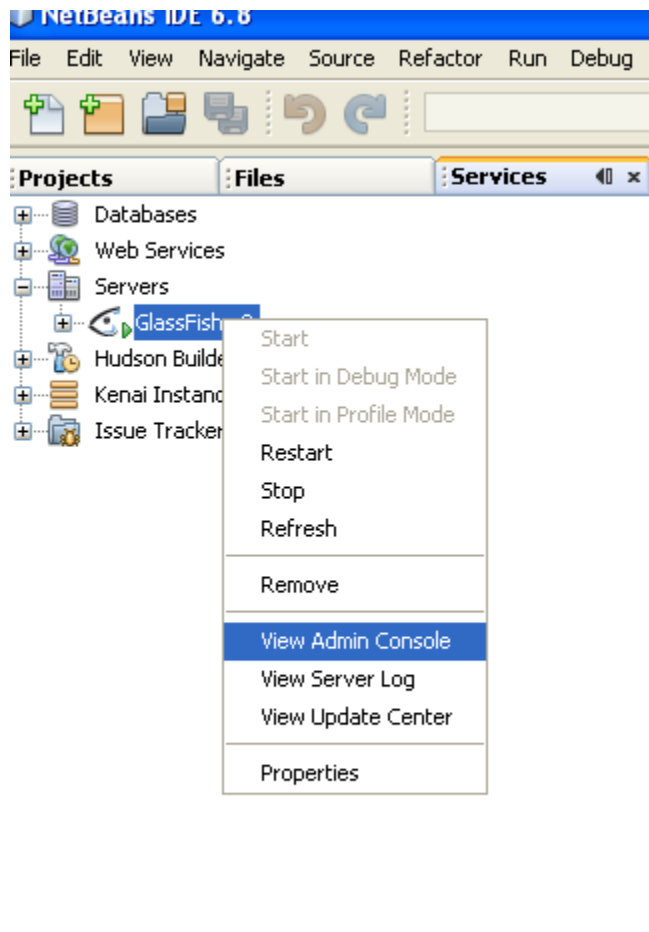 NetBeans IDE 6.8
File Edit View Navigate Source Refactor Run Debug
Projects Files Services
Databases
Web Services
Servers
GlassFish
Hudson Builde
Kenai Instanc
Issue Tracker
Start
Start in Debug Mode
Start in Profile Mode
Restart
Stop
Refresh
Remove
View Admin Console
View Server Log
View Update Center
Properties